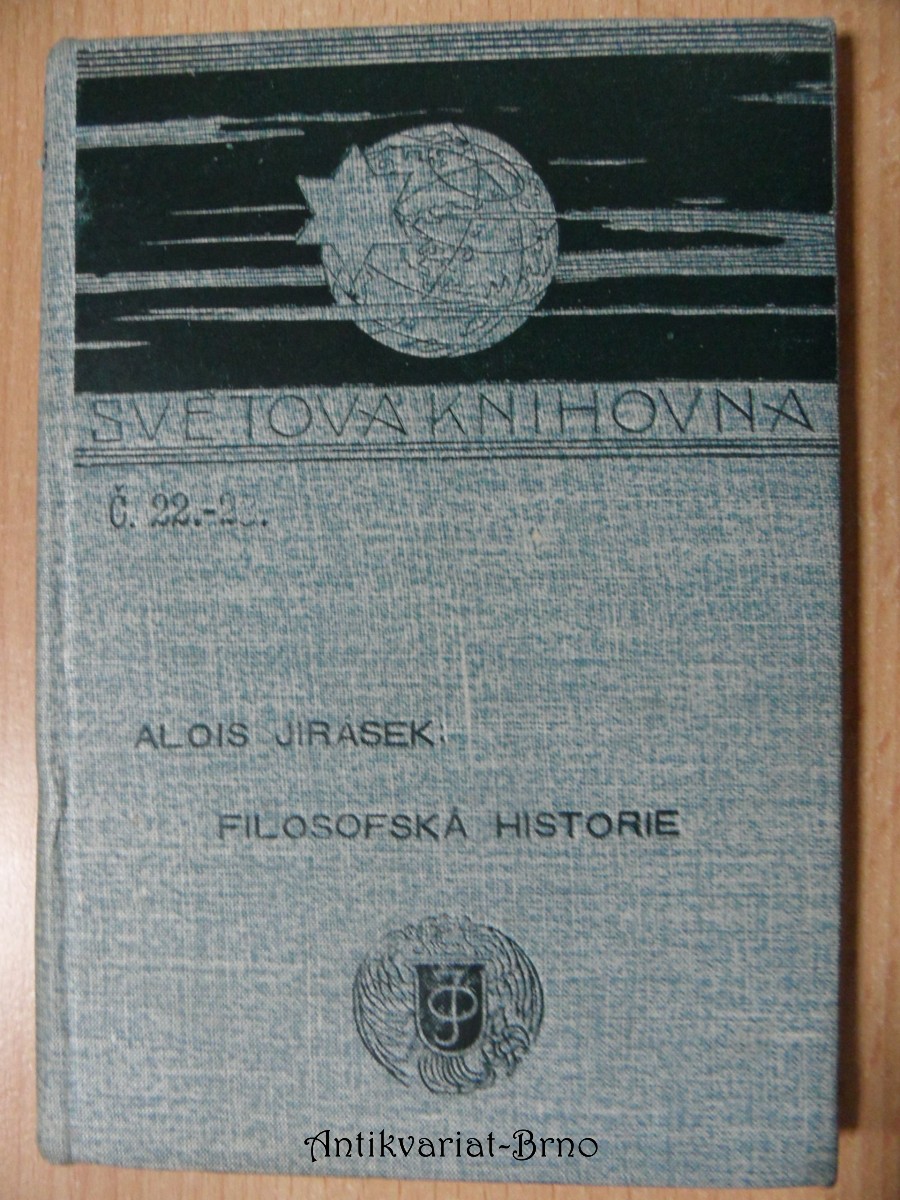 SVĚTOVÁ KNIHOVNA
Č. 22.-
ALOIS JIRÁSEK:
FILOSOFSKÁ HISTORIE
Antikvariat-Brno